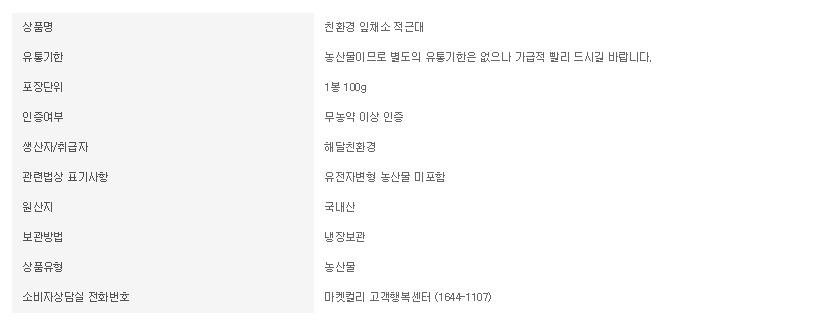 상품명 친환경 잎채소 적근대
유통기한 농산물이므로 별도의 유통기한은 없으나 가급적 빨리 드시길 바랍니다.
포장단위 1봉 100g
인증여부 무농약 이상 인증
생산자/취급자 해달친환경
관련법상 표기사항 유전자변형 농산물 미포함
원산지 국내산
보관방법 냉장보관
상품유형 농산물
소비자상담실 전화번호 마켓컬리 고객행복센터 (1644-1107)